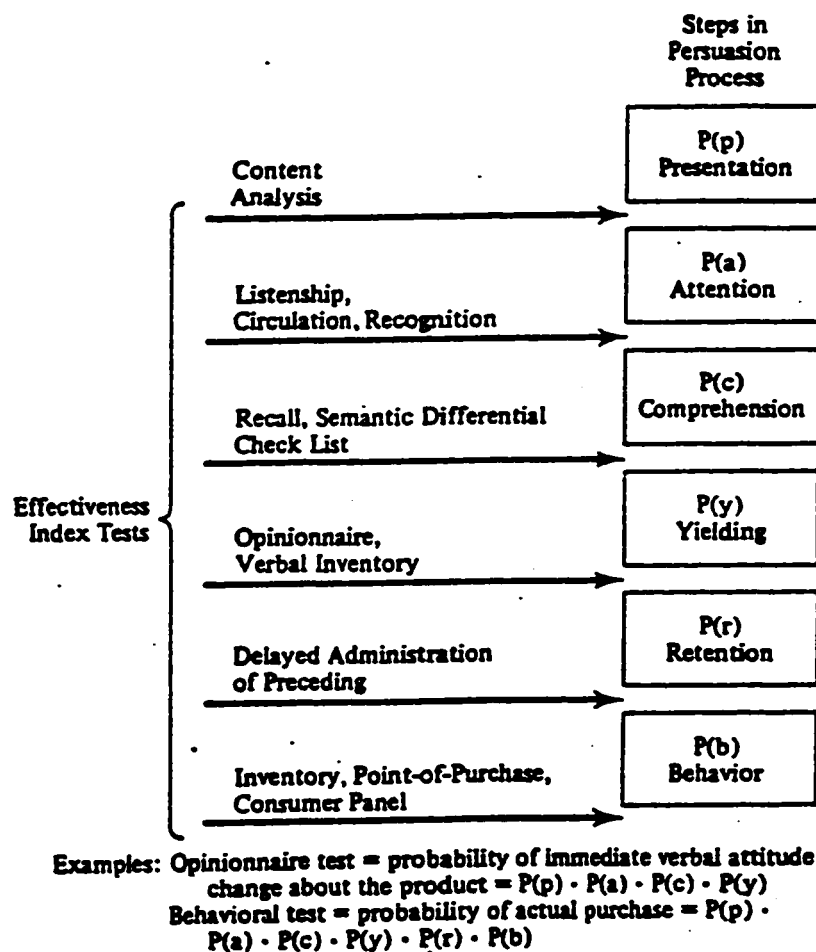 Steps in
Persuasion
Process
P(p)
Presentation
Content
Analysis
P(a)
Attention
Listenship,
Circulation, Recognition
P(c)
Comprehension
Recall, Semantic Differential
Check List
Effectiveness
Index Tests
P(y)
Yielding
Opinionnaire,
Verbal Inventory
P(r)
Retention
Delayed Administration
of Preceding
P(b)
Behavior
Inventory, Point-of-Purchase,
Consumer Panel
Examples: Opinionnaire test = probability of immediate verbal attitude
change about the product = P(p) · P(a) · P(c) · P(y)
Behavioral test = probability of actual purchase = P(p) ·
P(a) · P(c) · P(y) · P(r) · P(b)